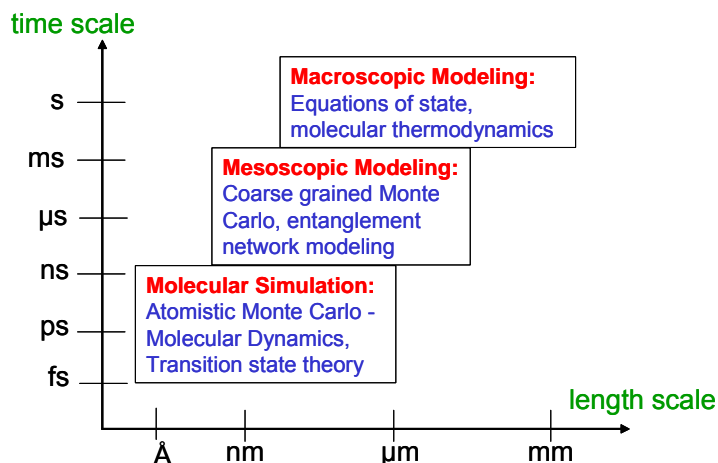 time scale
s
Macroscopic Modeling:
Equations of state,
molecular thermodynamics
ms
Mesoscopic Modeling:
Coarse grained Monte
Carlo, entanglement
network modeling
µs
ns
Molecular Simulation:
Atomistic Monte Carlo -
Molecular Dynamics,
Transition state theory
ps
fs
length scale
Å
nm
µm
mm